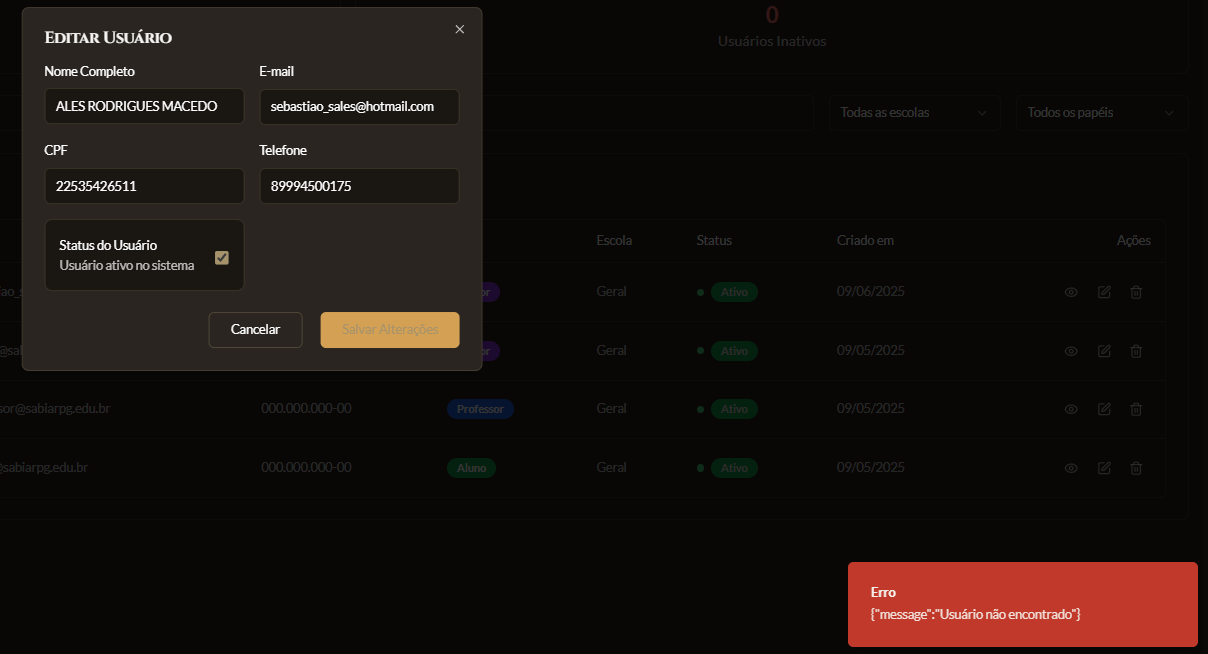 EDITAR USUÁRIO
Nome Completo
E-mail
ALES RODRIGUES MACEDO
sebastiao_sales@hotmail.com
CPF
Telefone
22535426511
89994500175
Status do Usuário
Usuário ativo no sistema
Cancelar
Salvar Alterações
0
Usuários Inativos
Todas as escolas
Todos os papéis
Escola
Status
Criado em
Ações
Geral
Ativo
09/06/2025
Geral
Ativo
09/05/2025
sor@sabiarpg.edu.br
000.000.000-00
Professor
Geral
Ativo
09/05/2025
@sabiarpg.edu.br
000.000.000-00
Aluno
Geral
Ativo
09/05/2025
Erro
{"message":"Usuário não encontrado"}